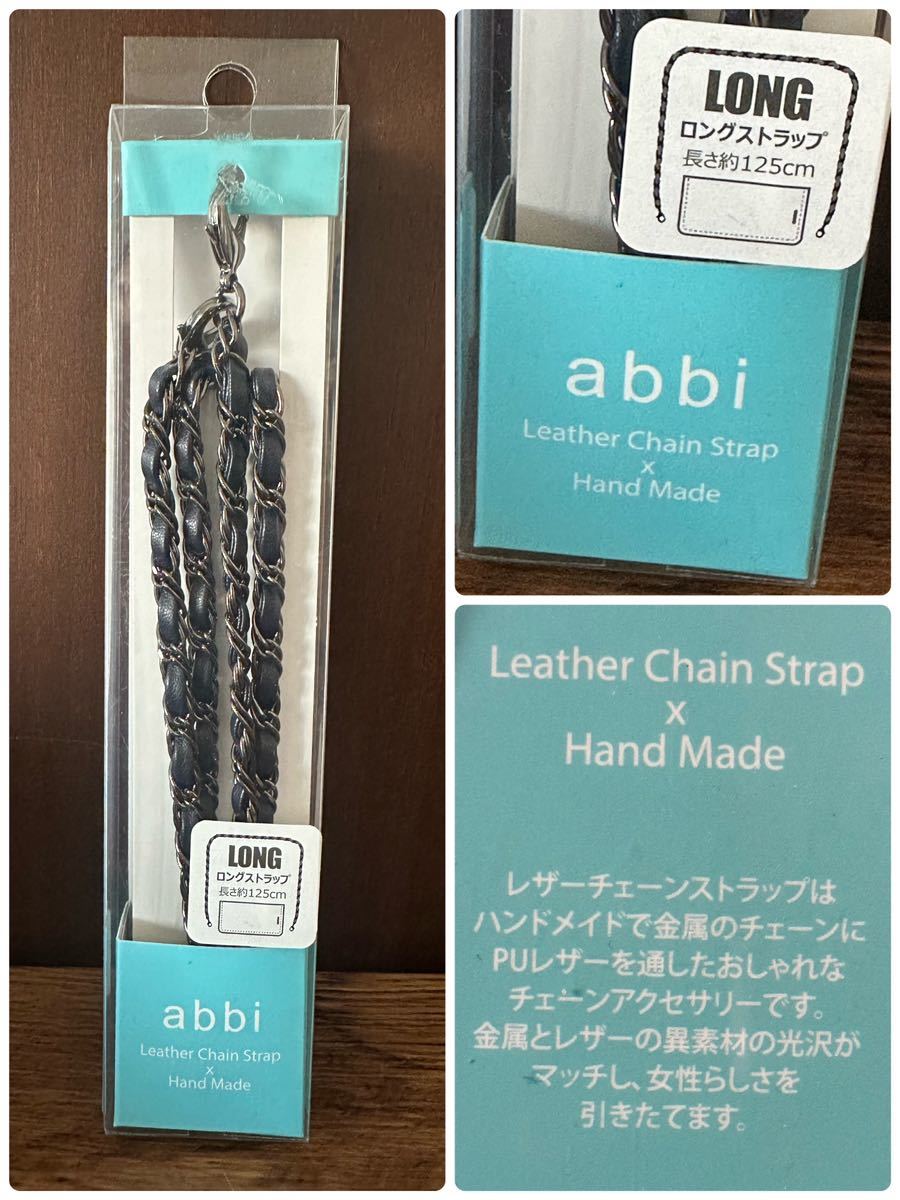 LONG
ロングストラップ
長さ約125cm
abbi
Leather Chain Strap
x
Hand Made
LONG
ロングストラップ
長さ約125cm
abbi
Leather Chain Strap
x
Hand Made
Leather Chain Strap
x
Hand Made
レザーチェーンストラップは
ハンドメイドで金属のチェーンに
PUレザーを通したおしゃれな
チェーンアクセサリーです。
金属とレザーの異素材の光沢が
マッチし、女性らしさを
引きたてます。